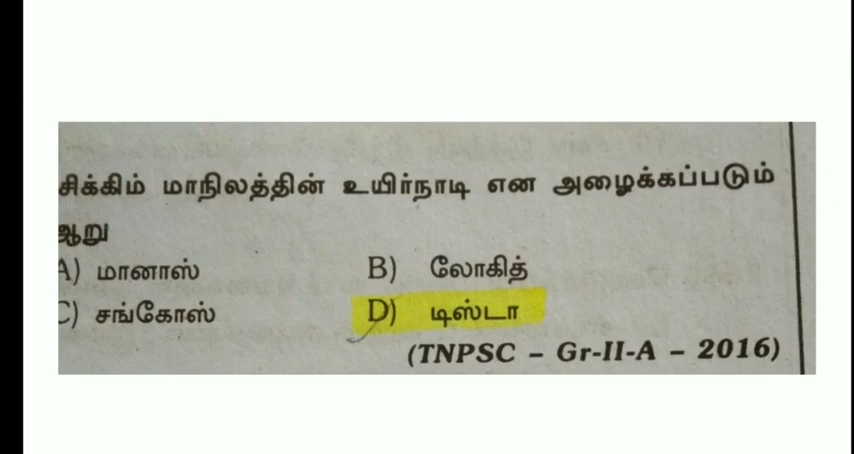 சிக்கிம் மாநிலத்தின் உயிர்நாடி என அழைக்கப்படும்
ஆறு
A) மானாஸ் B) லோகித்
C) சங்கோஸ் D) டிஸ்டா
(TNPSC – Gr-II-A – 2016)